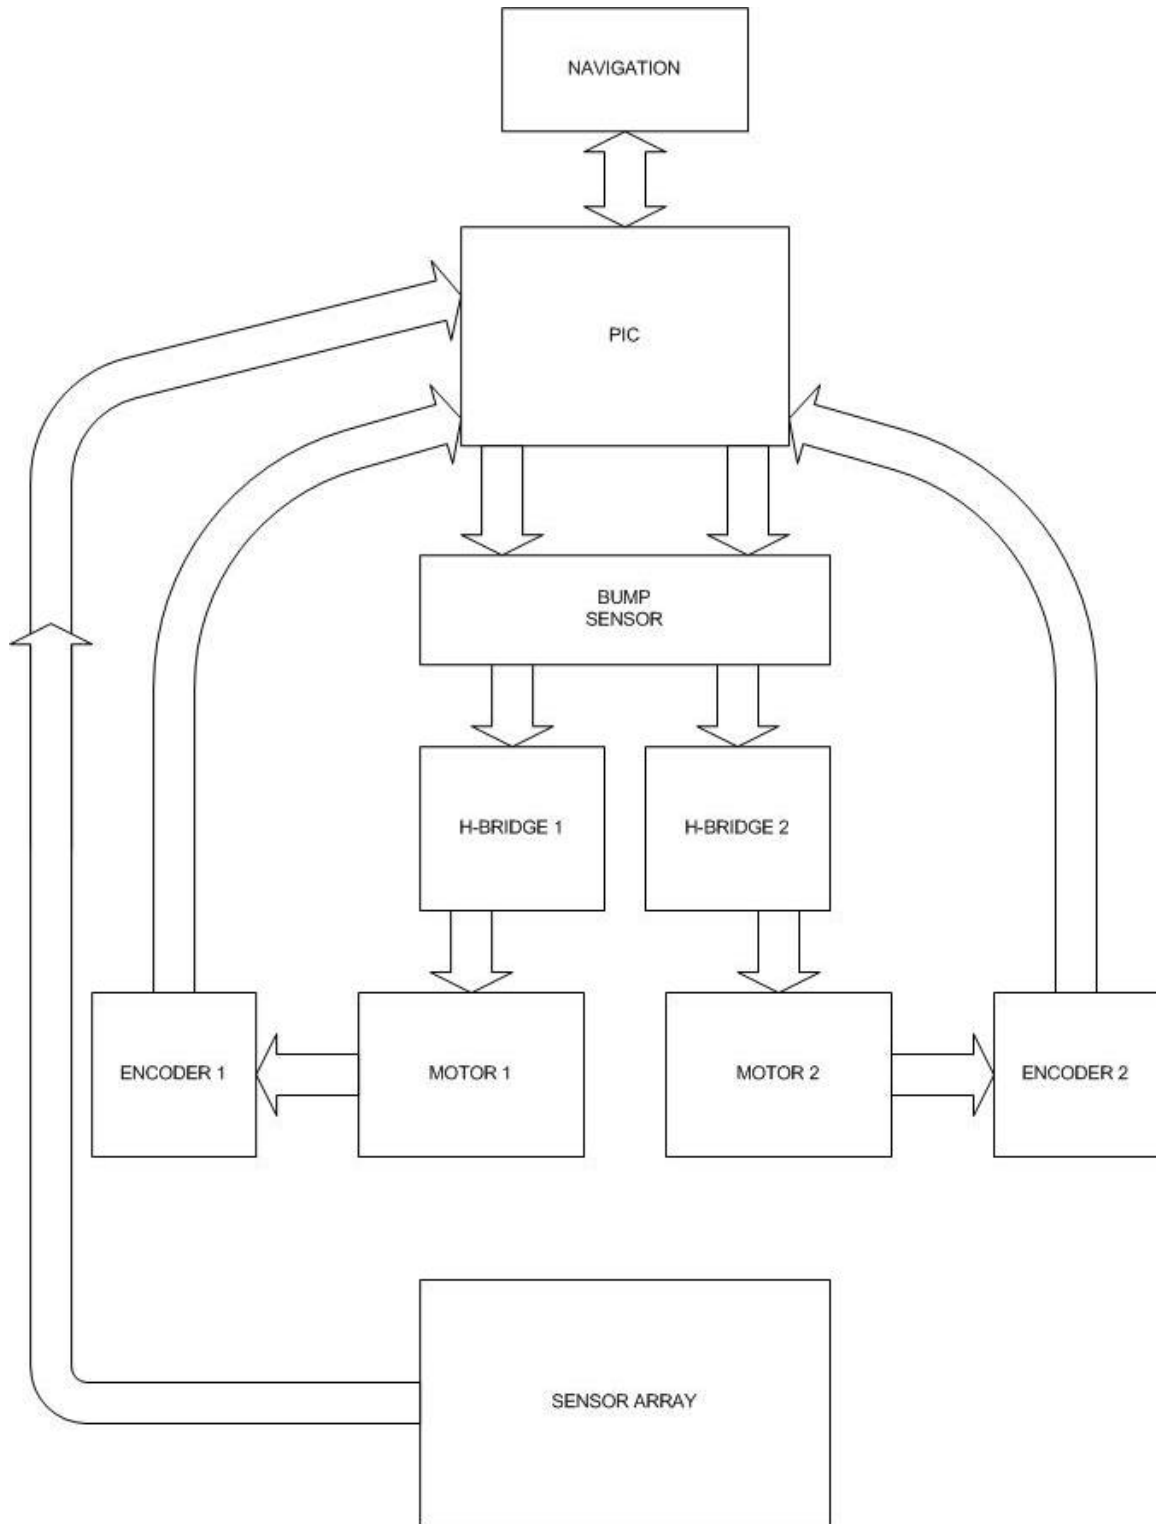 NAVIGATION
PIC
BUMP
SENSOR
H-BRIDGE 1
H-BRIDGE 2
ENCODER 1
MOTOR 1
MOTOR 2
ENCODER 2
SENSOR ARRAY